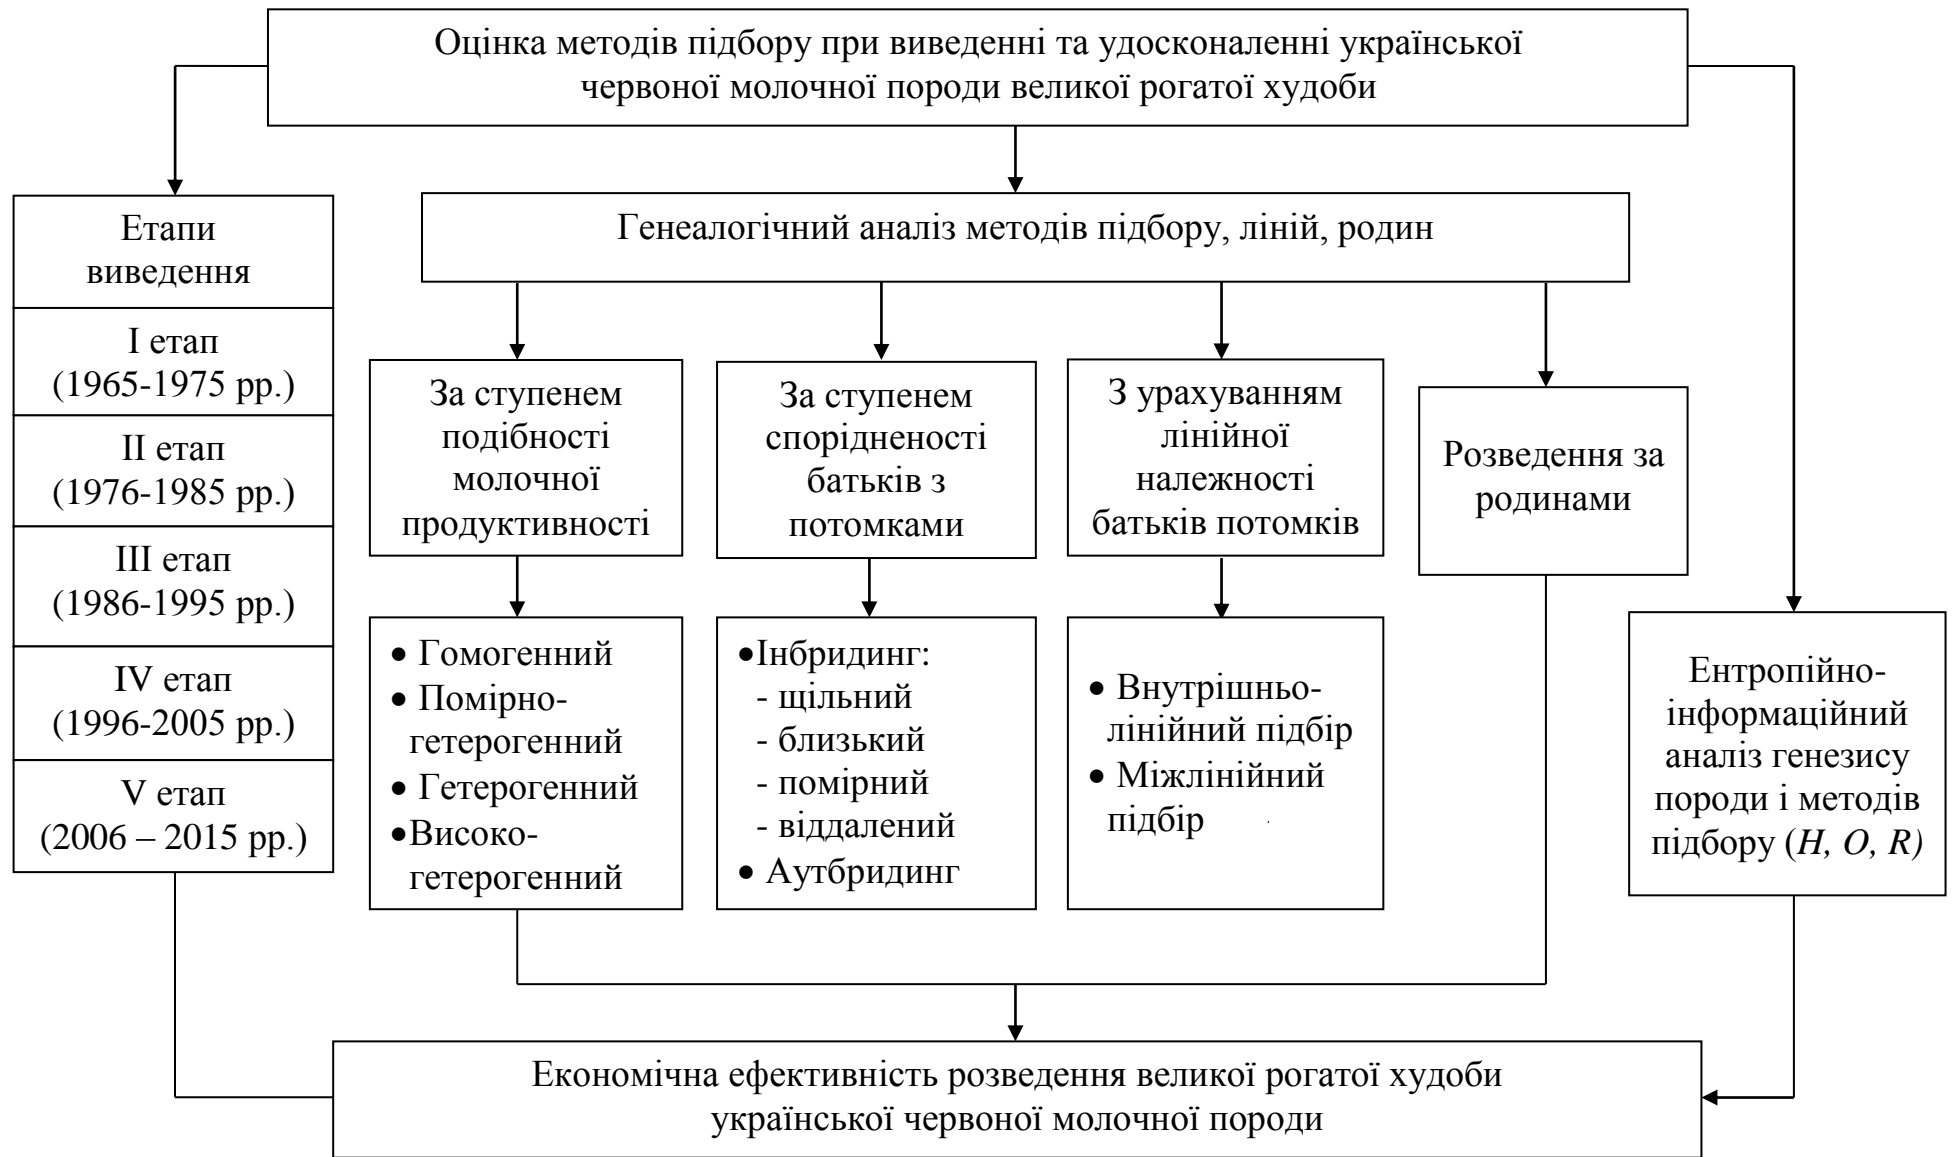 Оцінка методів підбору при виведенні та удосконаленні української
червоної молочної породи великої рогатої худоби
Етапи
виведення
І етап
(1965-1975 рр.)
ІІ етап
(1976-1985 рр.)
ІІІ етап
(1986-1995 рр.)
IV етап
(1996-2005 рр.)
V етап
(2006 – 2015 рр.)
Генеалогічний аналіз методів підбору, ліній, родин
За ступенем
подібності
молочної
продуктивності
За ступенем
спорідненості
батьків з
потомками
З урахуванням
лінійної
належності
батьків потомків
Розведення за
родинами
• Гомогенний
• Помірно-
гетерогенний
• Гетерогенний
•Високо-
гетерогенний
•Інбридинг:
- щільний
- близький
- помірний
- віддалений
• Аутбридинг
• Внутрішньо-
лінійний підбір
• Міжлінійний
підбір
Ентропійно-
інформаційний
аналіз генезису
породи і методів
підбору (H, O, R)
Економічна ефективність розведення великої рогатої худоби
української червоної молочної породи